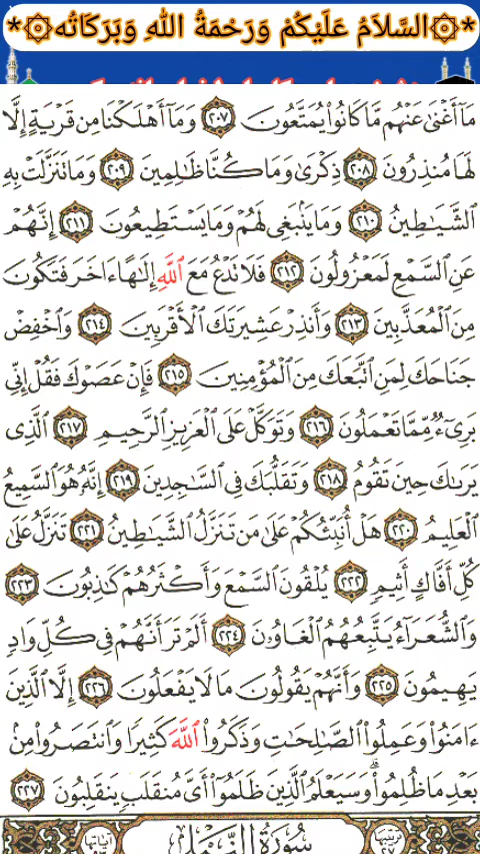 *۞السَّلاَمُ عَلَيْكُمْ وَرَحْمَةُ اللهِ وَبَرَكَاتُه۞*
مَآ أَغْنَىٰ عَنْهُم مَّا كَانُوا۟ يُمَتَّعُونَ ٢٠٧ وَمَآ أَهْلَكْنَا مِن قَرْيَةٍ إِلَّا
لَهَا مُنذِرُونَ ٢٠٨ ذِكْرَىٰ وَمَا كُنَّا ظَٰلِمِينَ ٢٠٩ وَمَا تَنَزَّلَتْ بِهِ
ٱلشَّيَٰطِينُ ٢١٠ وَمَا يَنۢبَغِى لَهُمْ وَمَا يَسْتَطِيعُونَ ٢١١ إِنَّهُمْ
عَنِ ٱلسَّمْعِ لَمَعْزُولُونَ ٢١٢ فَلَا تَدْعُ مَعَ ٱللَّهِ إِلَٰهًا ءَاخَرَ فَتَكُونَ
مِنَ ٱلْمُعَذَّبِينَ ٢١٣ وَأَنذِرْ عَشِيرَتَكَ ٱلْأَقْرَبِينَ ٢١٤ وَٱخْفِضْ
جَنَاحَكَ لِمَنِ ٱتَّبَعَكَ مِنَ ٱلْمُؤْمِنِينَ ٢١٥ فَإِنْ عَصَوْكَ فَقُلْ إِنِّى
بَرِىٓءٌ مِّمَّا تَعْمَلُونَ ٢١٦ وَتَوَكَّلْ عَلَى ٱلْعَزِيزِ ٱلرَّحِيمِ ٢١٧ ٱلَّذِى
يَرَىٰكَ حِينَ تَقُومُ ٢١٨ وَتَقَلُّبَكَ فِى ٱلسَّٰجِدِينَ ٢١٩ إِنَّهُۥ هُوَ ٱلسَّمِيعُ
ٱلْعَلِيمُ ٢٢٠ هَلْ أُنَبِّئُكُمْ عَلَىٰ مَن تَنَزَّلُ ٱلشَّيَٰطِينُ ٢٢١ تَنَزَّلُ عَلَىٰ
كُلِّ أَفَّاكٍ أَثِيمٍ ٢٢٢ يُلْقُونَ ٱلسَّمْعَ وَأَكْثَرُهُمْ كَٰذِبُونَ ٢٢٣
وَٱلشُّعَرَآءُ يَتَّبِعُهُمُ ٱلْغَاوُۥنَ ٢٢٤ أَلَمْ تَرَ أَنَّهُمْ فِى كُلِّ وَادٍ
يَهِيمُونَ ٢٢٥ وَأَنَّهُمْ يَقُولُونَ مَا لَا يَفْعَلُونَ ٢٢٦ إِلَّا ٱلَّذِينَ
ءَامَنُوا۟ وَعَمِلُوا۟ ٱلصَّٰلِحَٰتِ وَذَكَرُوا۟ ٱللَّهَ كَثِيرًا وَٱنتَصَرُوا۟ مِنۢ
بَعْدِ مَا ظُلِمُوا۟ ۗ وَسَيَعْلَمُ ٱلَّذِينَ ظَلَمُوٓا۟ أَىَّ مُنقَلَبٍ يَنقَلِبُونَ ٢٢٧
سُورَةُ النَّمْلِ